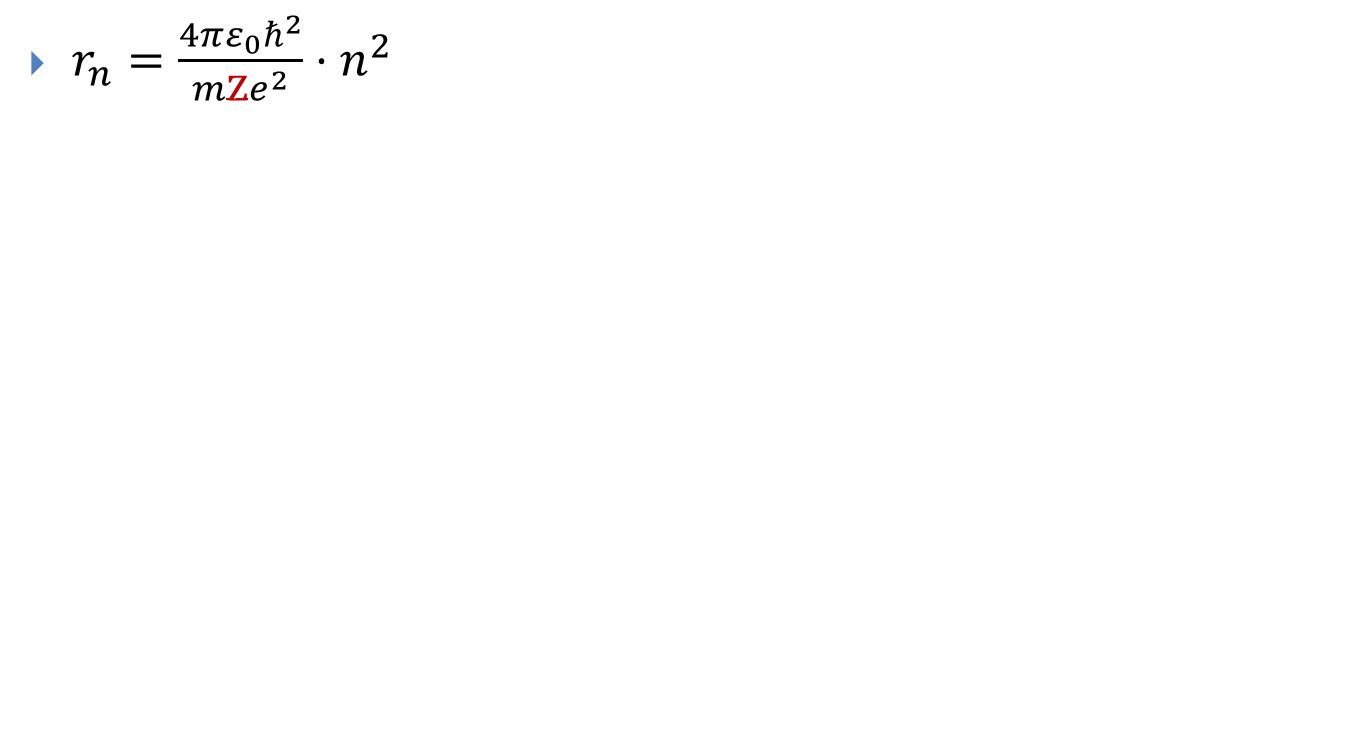 $r_n = \frac{4\pi\varepsilon_0\hbar^2}{mZe^2} \cdot n^2$